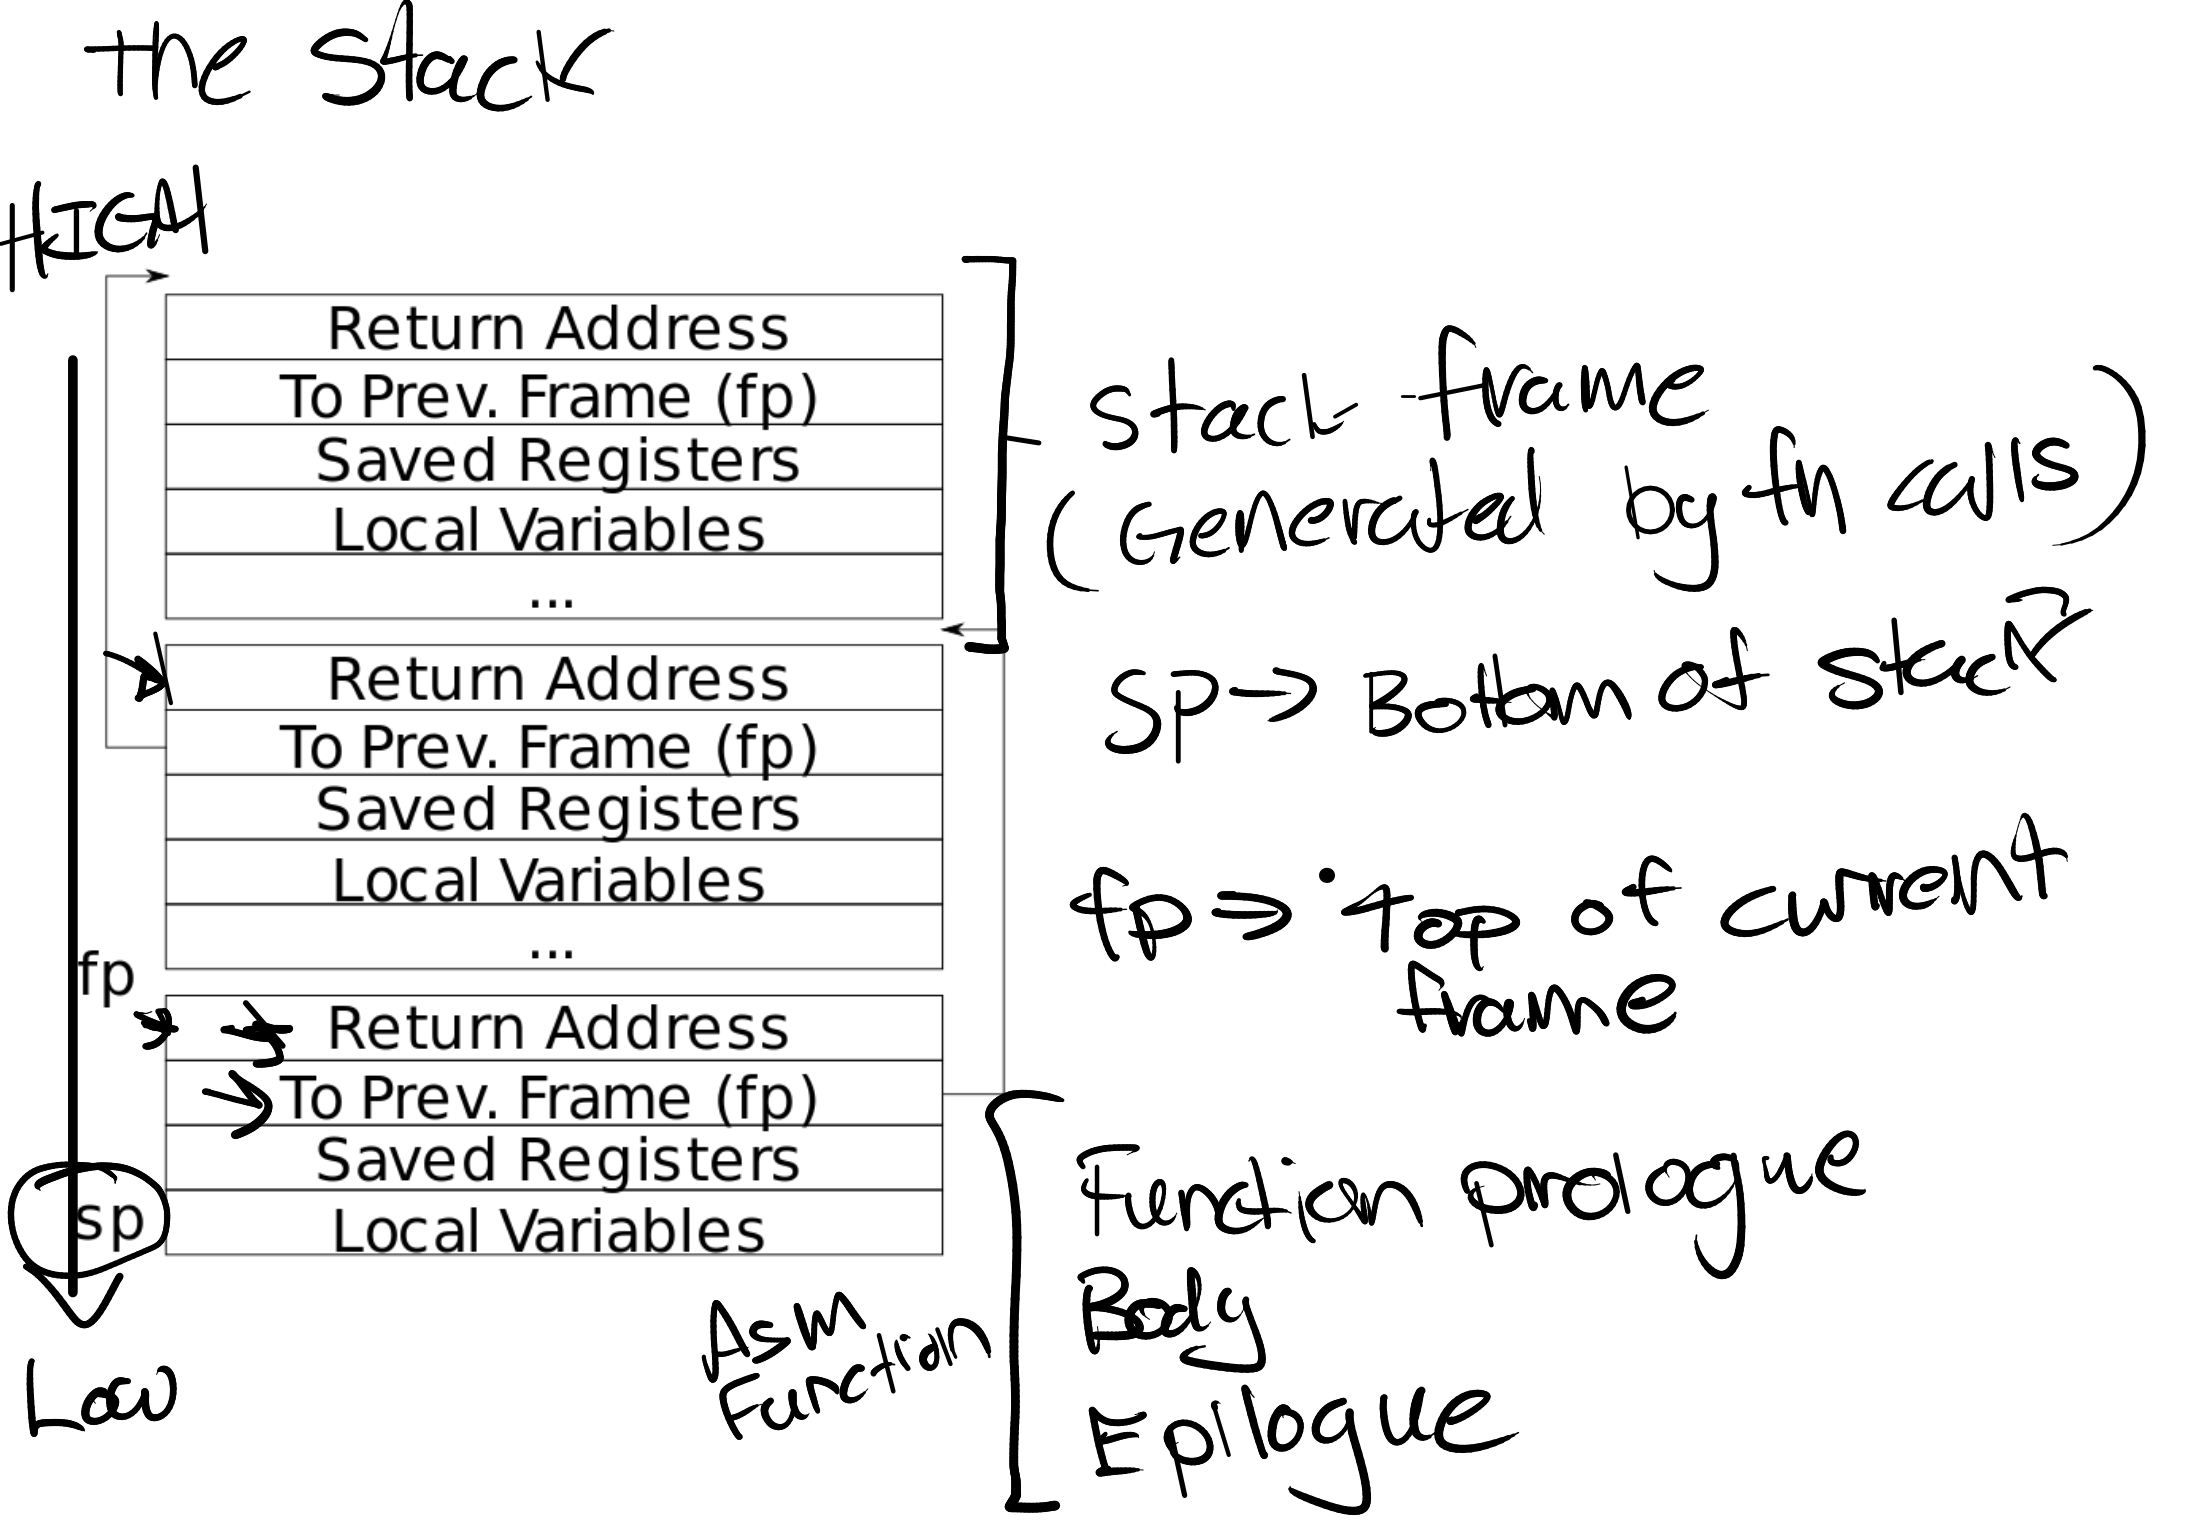 the Stack
HIGH
Return Address
To Prev. Frame (fp)
Saved Registers
Local Variables
...
Stack frame
(Generated by fn calls)
Return Address
To Prev. Frame (fp)
Saved Registers
Local Variables
...
SP → Bottom of stack
fp ⇒ Top of current
frame
fp
Return Address
To Prev. Frame (fp)
Saved Registers
sp
Local Variables
Low
Asm
Function
Function prologue
Body
Epilogue